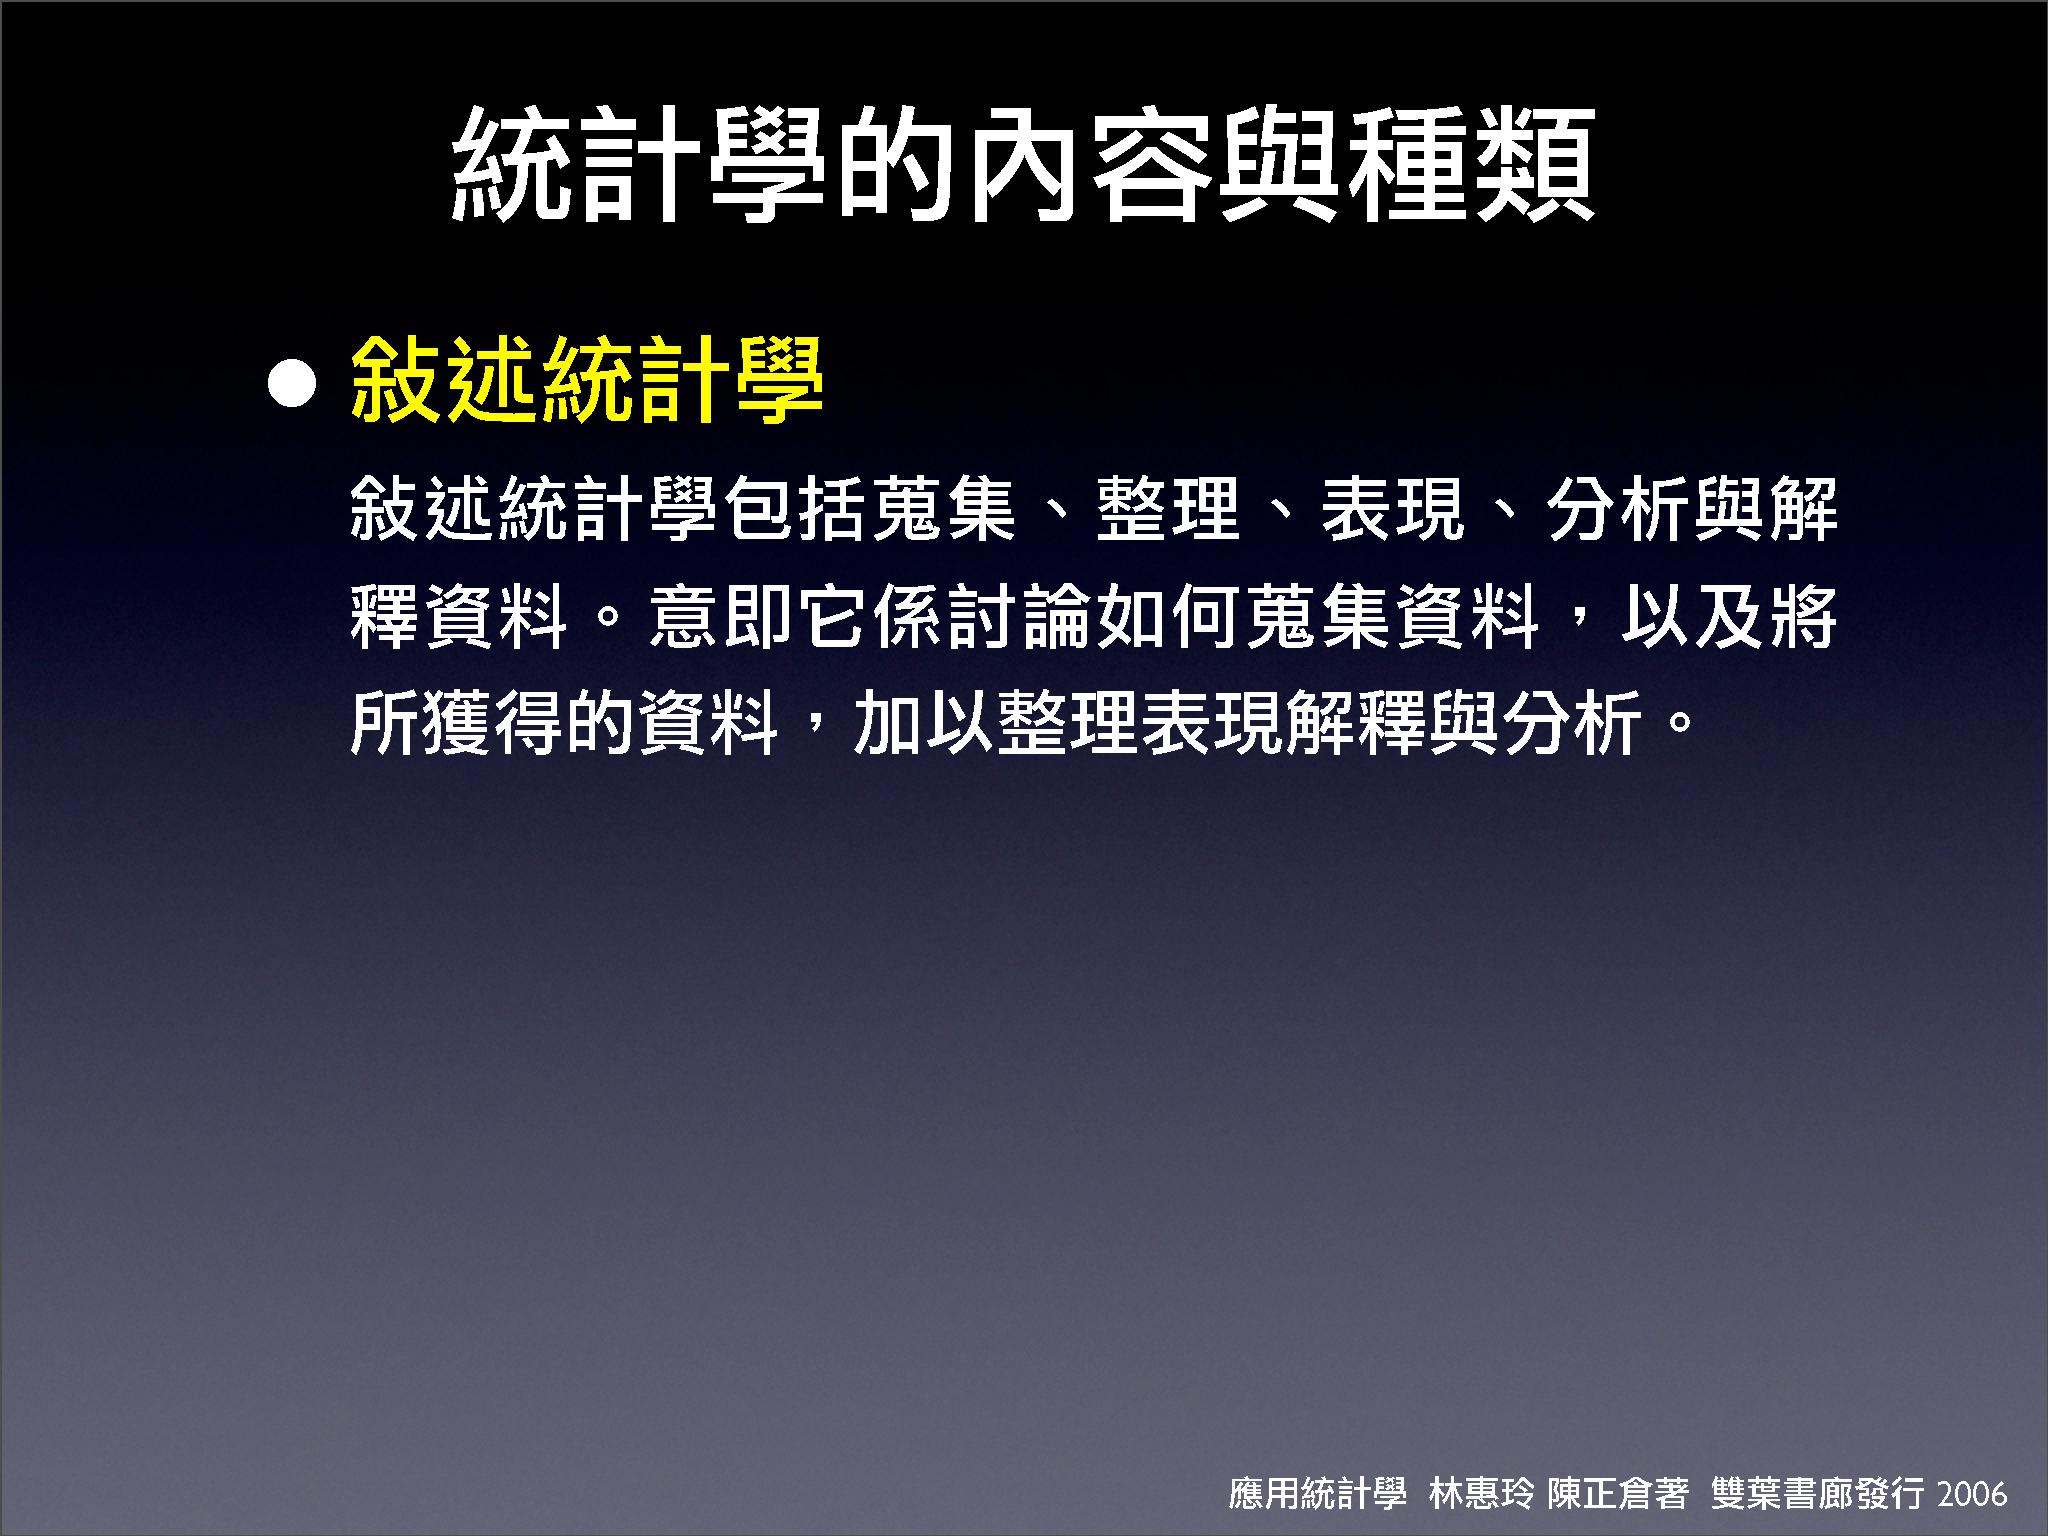 統計學的內容與種類
● 敍述統計學
敍述統計學包括蒐集、整理、表現、分析與解
釋資料。意即它係討論如何蒐集資料，以及將
所獲得的資料，加以整理表現解釋與分析。
應用統計學 林惠玲 陳正倉著 雙葉書廊發行 2006